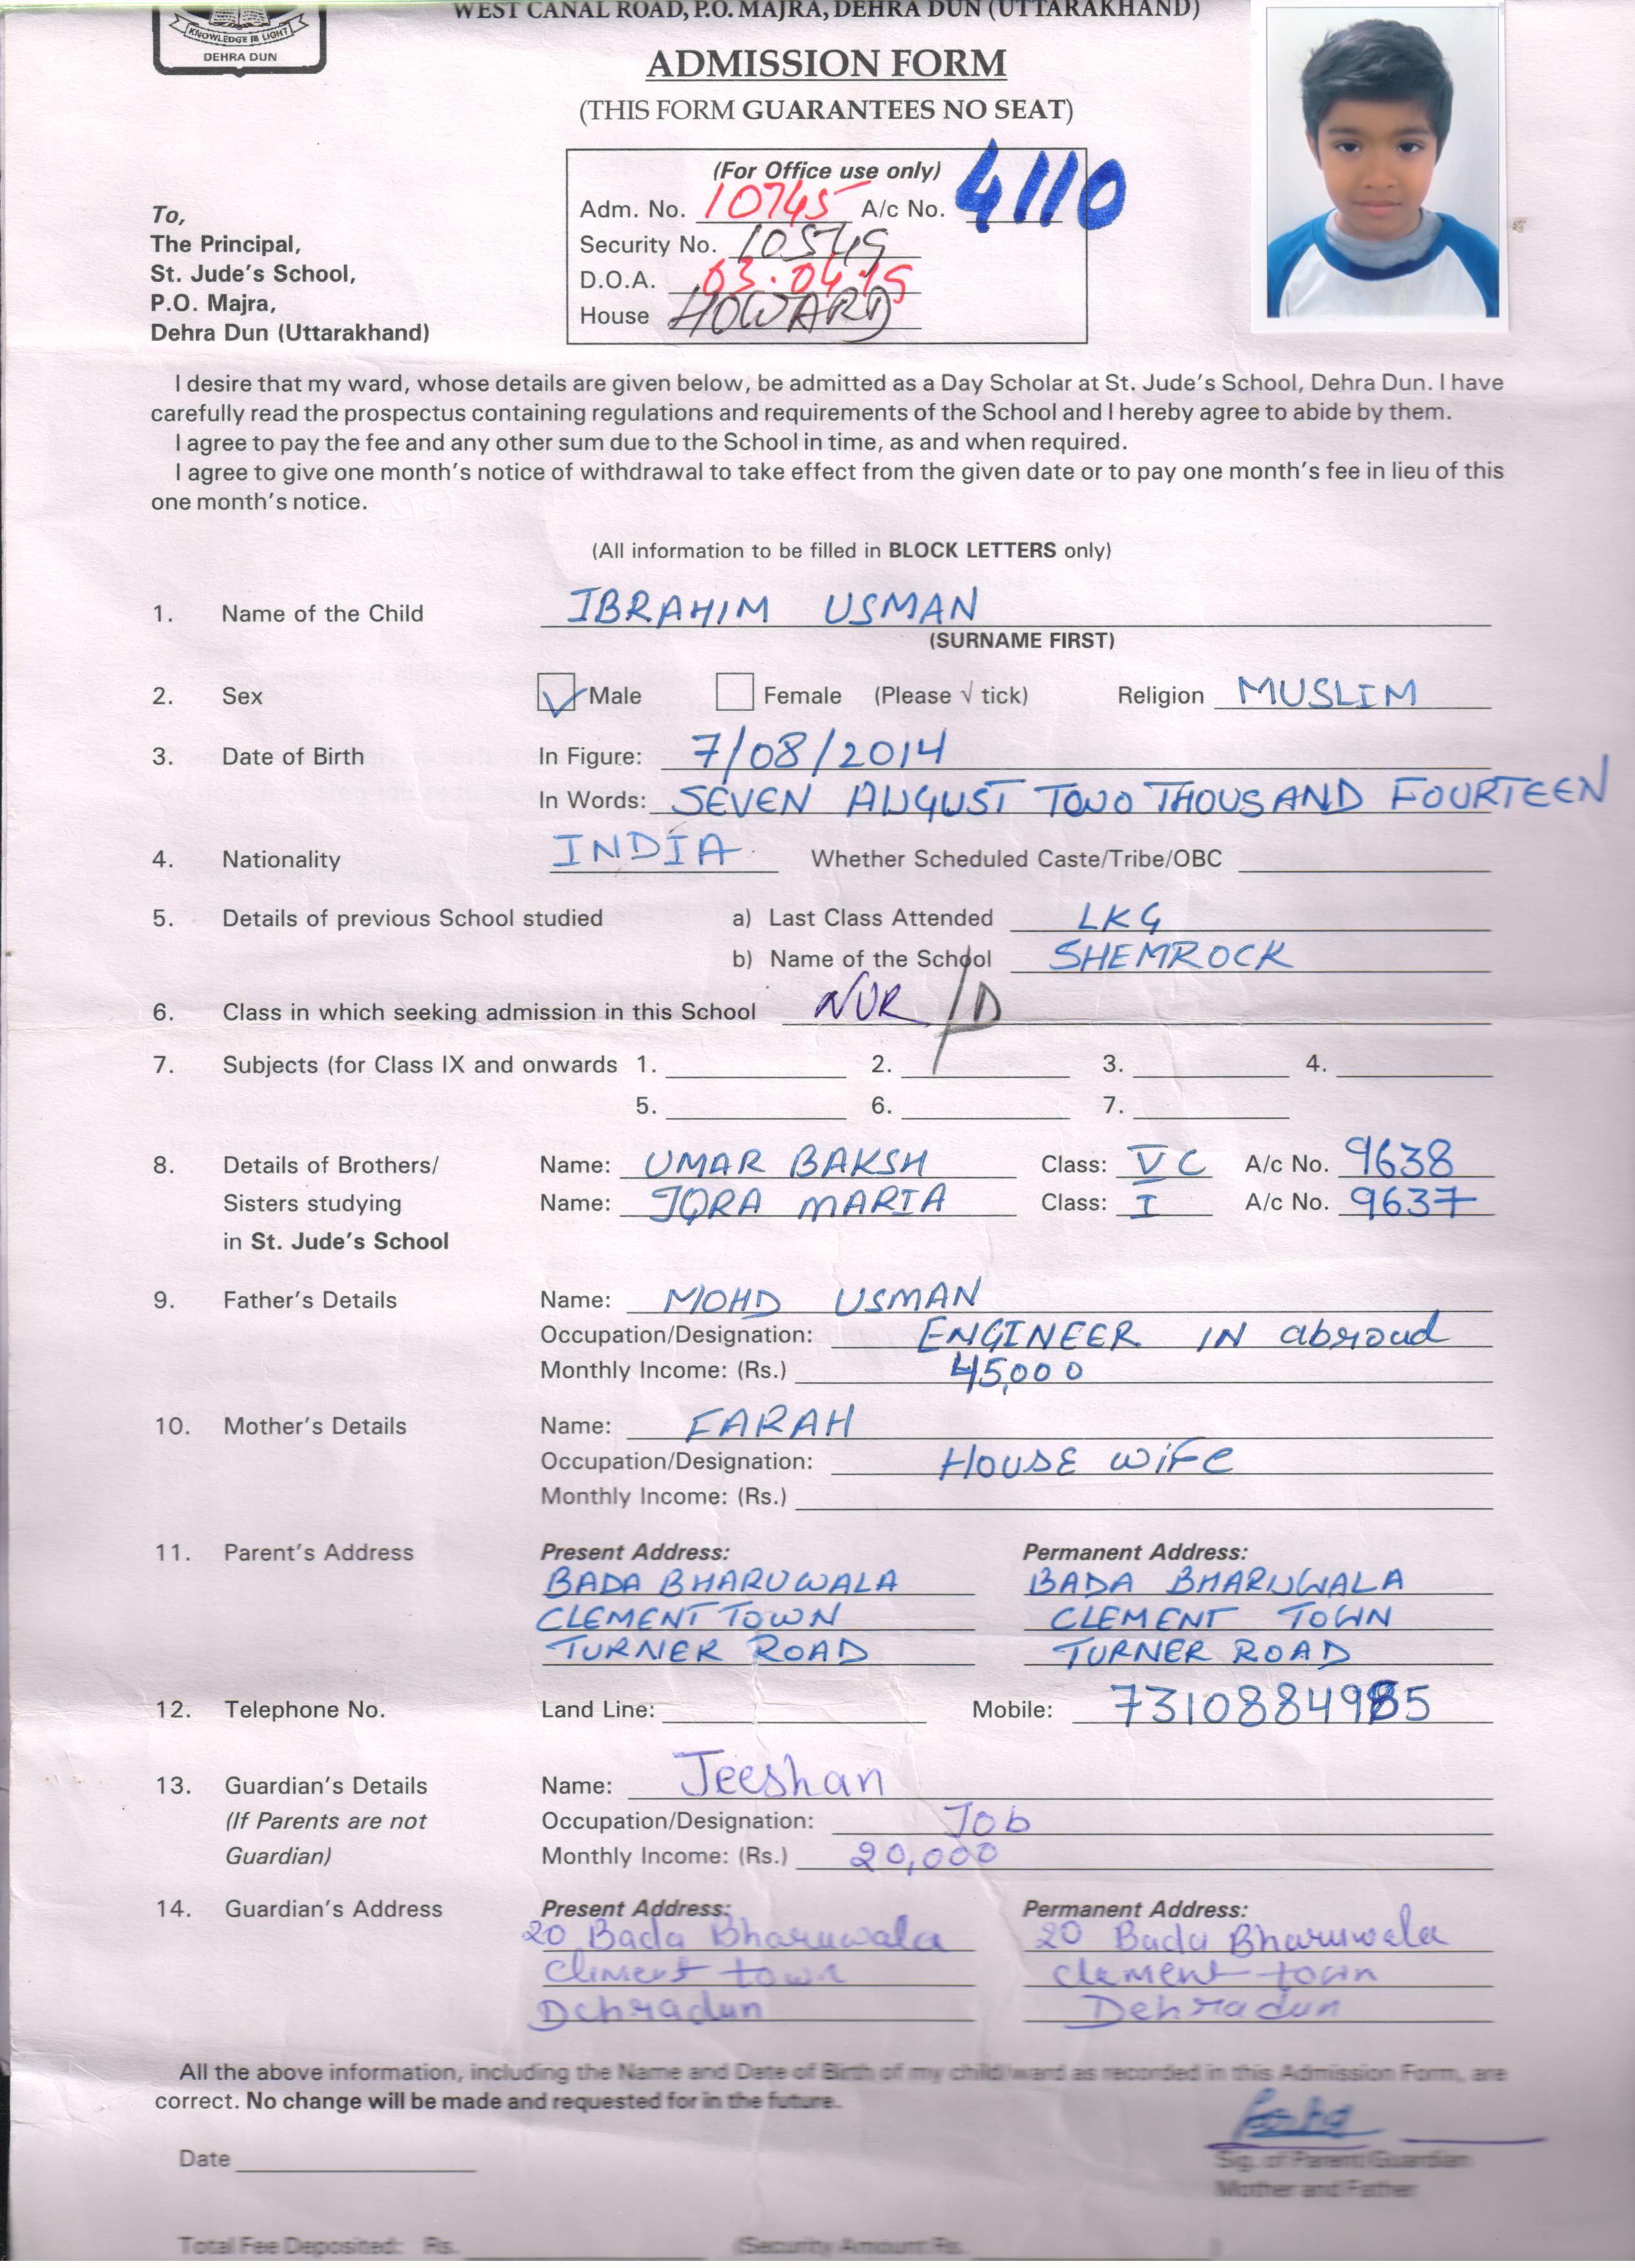 WEST CANAL ROAD, P.O. MAJRA, DEHRA DUN (UTTARAKHAND)
KNOWLEDGE IS LIGHT
DEHRA DUN
ADMISSION FORM
(THIS FORM GUARANTEES NO SEAT)
(For Office use only)
Adm. No. 10745 A/c No. 4110
Security No. 10549
D.O.A. 03.04.19
House HOWARD
To,
The Principal,
St. Jude's School,
P.O. Majra,
Dehra Dun (Uttarakhand)
I desire that my ward, whose details are given below, be admitted as a Day Scholar at St. Jude's School, Dehra Dun. I have
carefully read the prospectus containing regulations and requirements of the School and I hereby agree to abide by them.
I agree to pay the fee and any other sum due to the School in time, as and when required.
I agree to give one month's notice of withdrawal to take effect from the given date or to pay one month's fee in lieu of this
one month's notice.
(All information to be filled in BLOCK LETTERS only)
1. Name of the Child IBRAHIM USMAN
(SURNAME FIRST)
2. Sex Male Female (Please √ tick) Religion MUSLIM
3. Date of Birth In Figure: 7/08/2014
In Words: SEVEN AUGUST TWO THOUSAND FOURTEEN
4. Nationality INDIA Whether Scheduled Caste/Tribe/OBC
5. Details of previous School studied a) Last Class Attended LKG
b) Name of the School SHEMROCK
6. Class in which seeking admission in this School NUR /D
7. Subjects (for Class IX and onwards 1. 2. 3. 4.
5. 6. 7.
8. Details of Brothers/ Name: UMAR BAKSH Class: V C A/c No. 9638
Sisters studying Name: IQRA MARIA Class: I A/c No. 9637
in St. Jude's School
9. Father's Details Name: MOHD USMAN
Occupation/Designation: ENGINEER IN abroad
Monthly Income: (Rs.) 45,000
10. Mother's Details Name: FARAH
Occupation/Designation: HOUSE WIFE
Monthly Income: (Rs.)
11. Parent's Address Present Address: Permanent Address:
BADA BHARUWALA BADA BHARUWALA
CLEMENT TOWN CLEMENT TOWN
TURNER ROAD TURNER ROAD
12. Telephone No. Land Line: Mobile: 7310884985
13. Guardian's Details Name: Jeeshan
(If Parents are not Occupation/Designation: Job
Guardian) Monthly Income: (Rs.) 20,000
14. Guardian's Address Present Address: Permanent Address:
20 Bada Bharuwala 20 Bada Bharuwala
Clement town Clement town
Dehradun Dehradun
All the above information, including the Name and Date of Birth of my child/ward as recorded in this Admission Form, are
correct. No change will be made and requested for in the future.
Date
Sig. of Parent/Guardian
Mother and Father
Total Fee Deposited: Rs. (Security Amount Rs. )